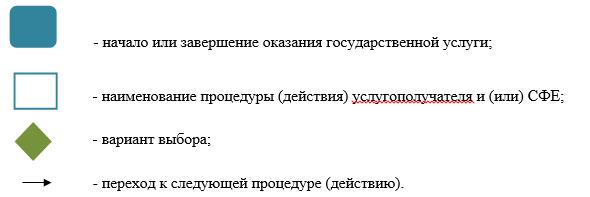 - начало или завершение оказания государственной услуги;
- наименование процедуры (действия) услугополучателя и (или) СФЕ;
- вариант выбора;
- переход к следующей процедуре (действию).